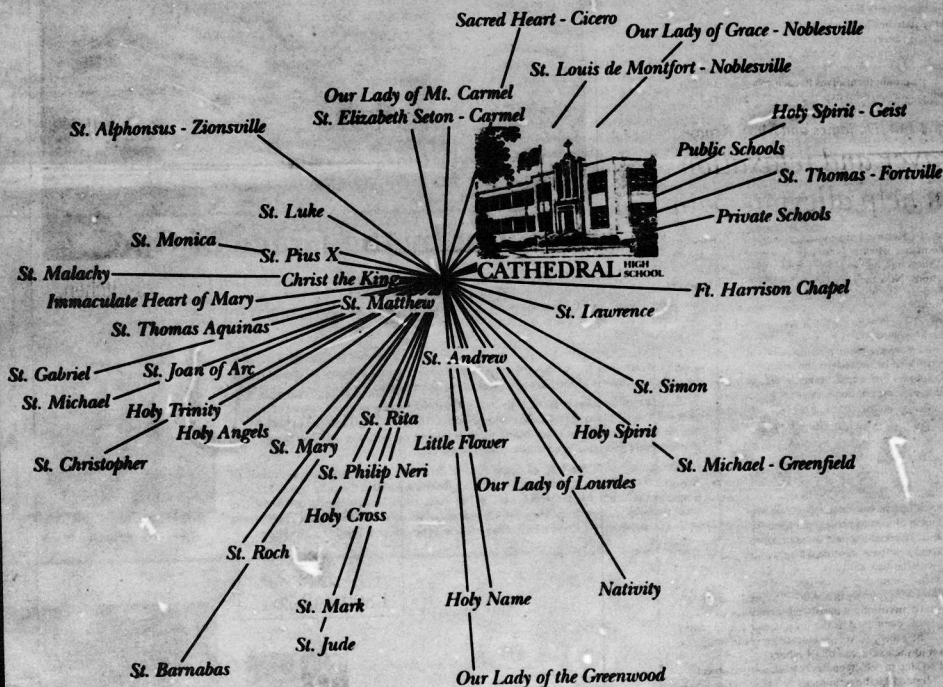 Sacred Heart - Cicero
Our Lady of Grace - Noblesville
St. Louis de Montfort - Noblesville
Our Lady of Mt. Carmel
St. Elizabeth Seton - Carmel
Holy Spirit - Geist
St. Alphonsus - Zionsville
Public Schools
St. Thomas - Fortville
St. Luke
Private Schools
St. Monica
St. Pius X
St. Malachy
Christ the King
CATHEDRAL HIGH SCHOOL
Immaculate Heart of Mary
St. Matthew
Ft. Harrison Chapel
St. Lawrence
St. Thomas Aquinas
St. Andrew
St. Gabriel
St. Joan of Arc
St. Simon
St. Michael
Holy Trinity
St. Rita
Holy Angels
Holy Spirit
St. Mary
Little Flower
St. Christopher
St. Michael - Greenfield
St. Philip Neri
Our Lady of Lourdes
Holy Cross
St. Roch
Nativity
St. Mark
Holy Name
St. Jude
St. Barnabas
Our Lady of the Greenwood